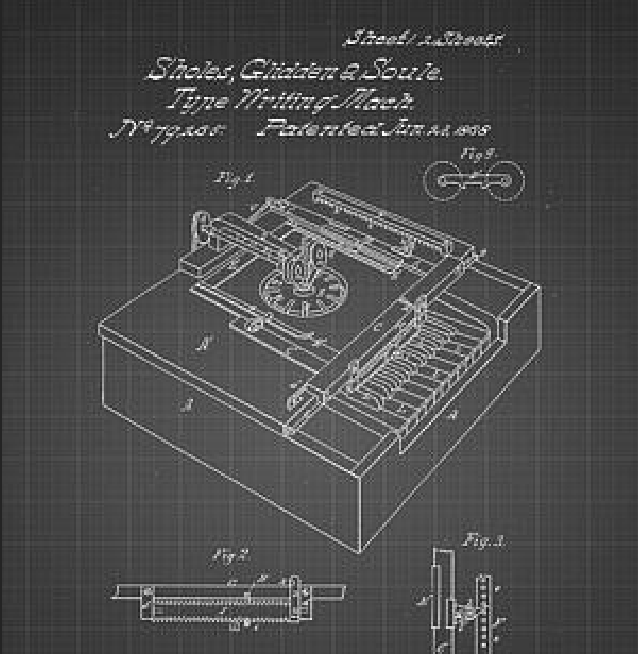 Sheet 1 2 Sheets.
Sholes, Glidden & Soule.
Type Writing Mach.
Nº 79,265. Patented Jun. 23, 1868
Fig 9.
Fig 1.
N
A
C
A
Fig 2.
Fig. 3.